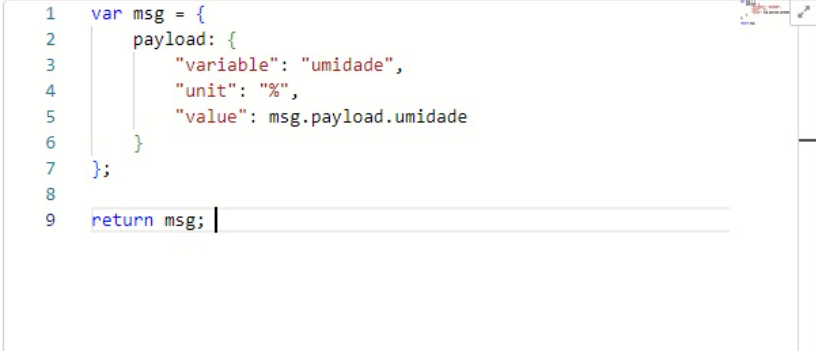 1 var msg = {
2 payload: {
3 "variable": "umidade",
4 "unit": "%",
5 "value": msg.payload.umidade
6 }
7 };
8
9 return msg;